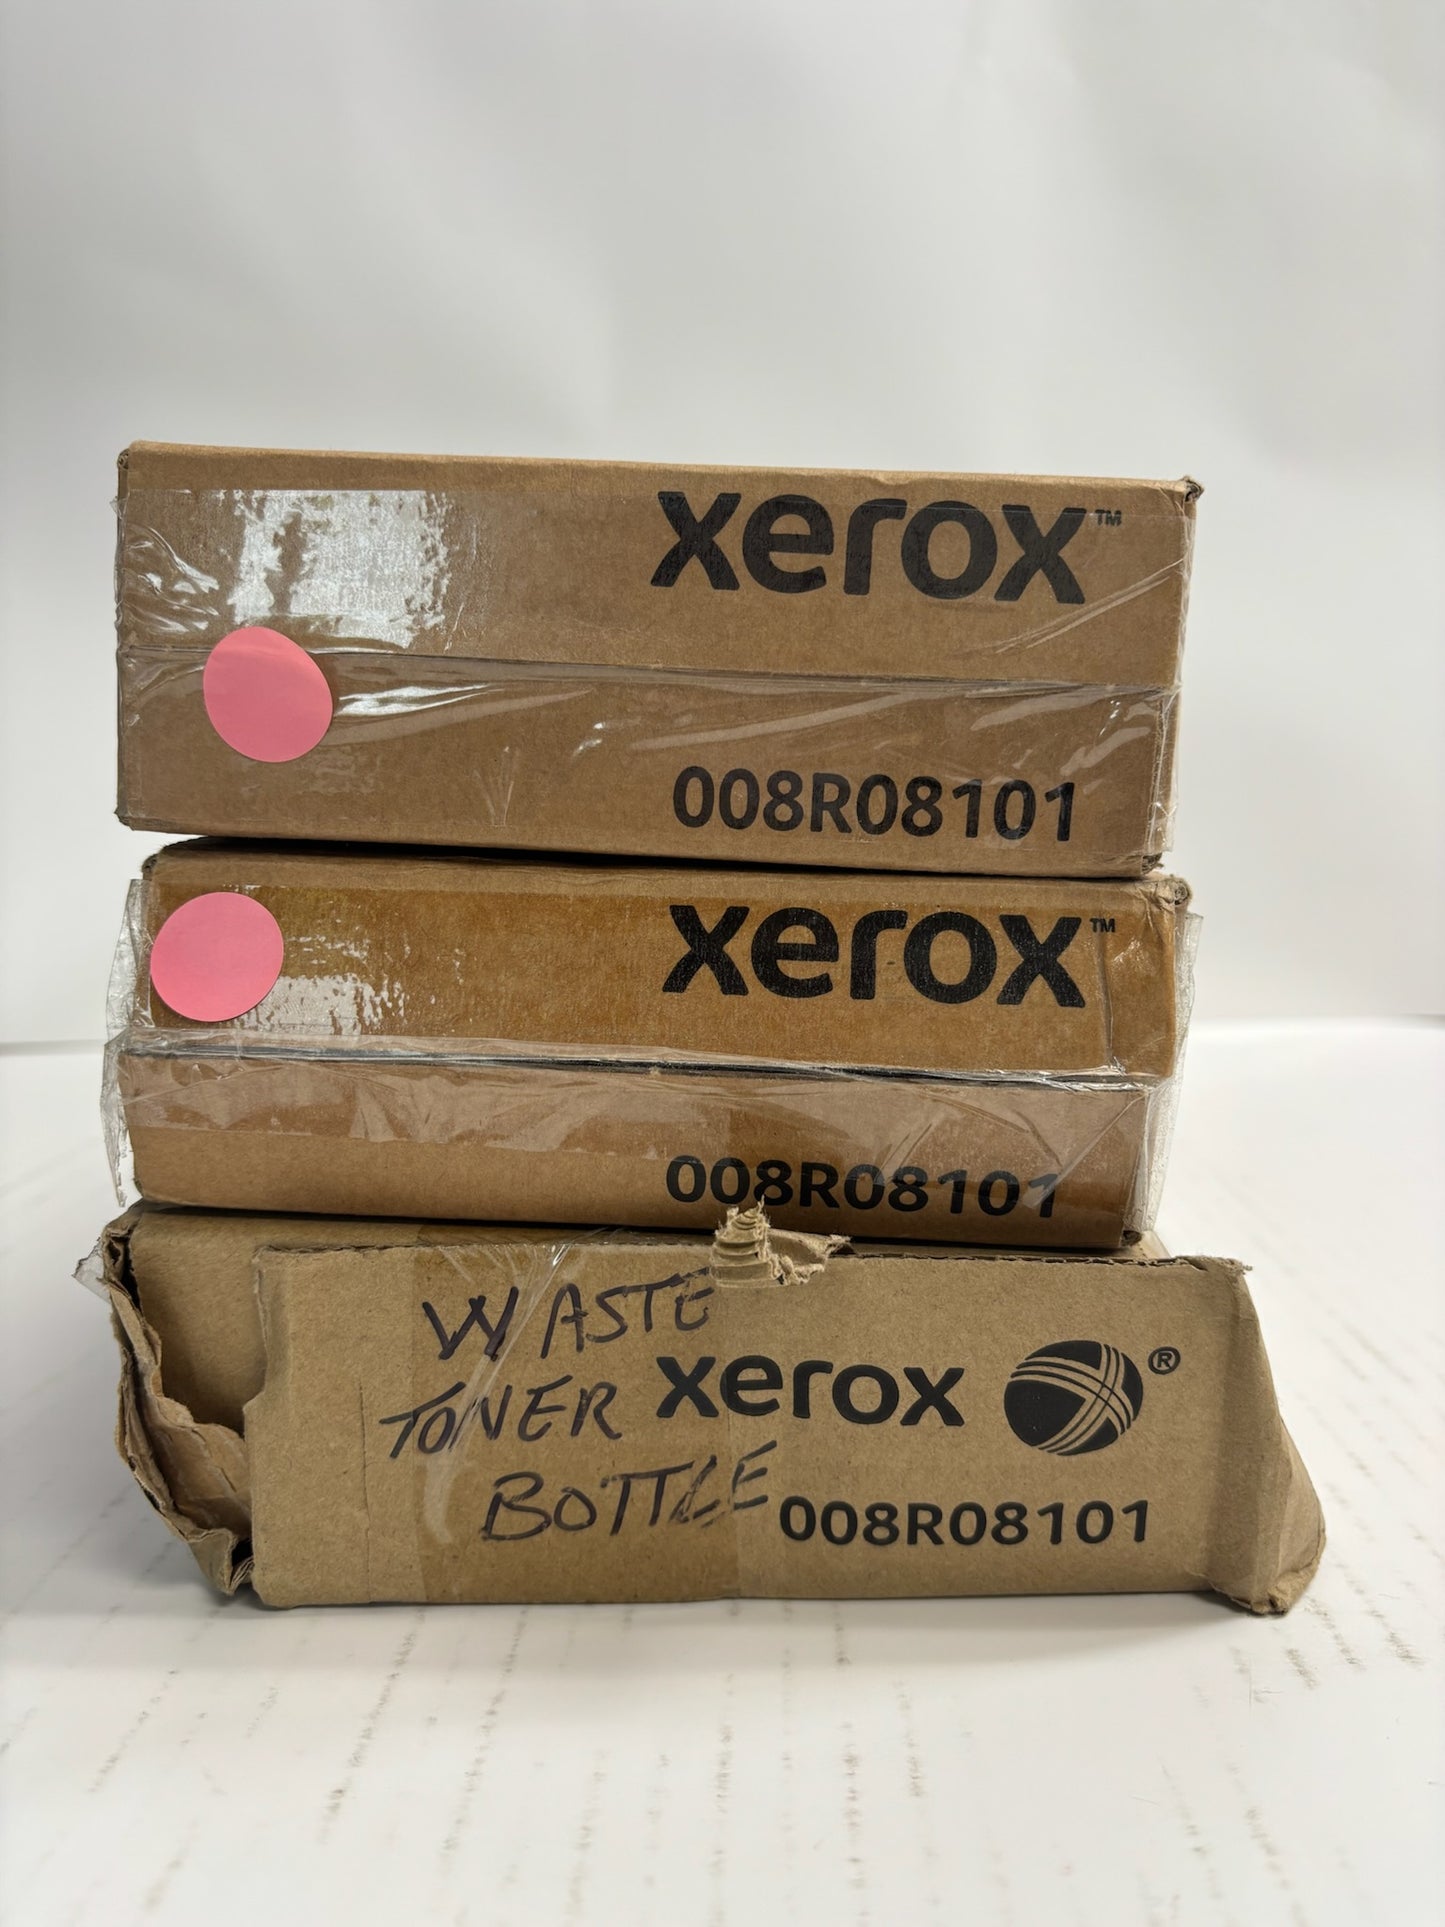 xerox™
008R08101
xerox™
008R08101
WASTE
TONER
BOTTLE
xerox ®
008R08101